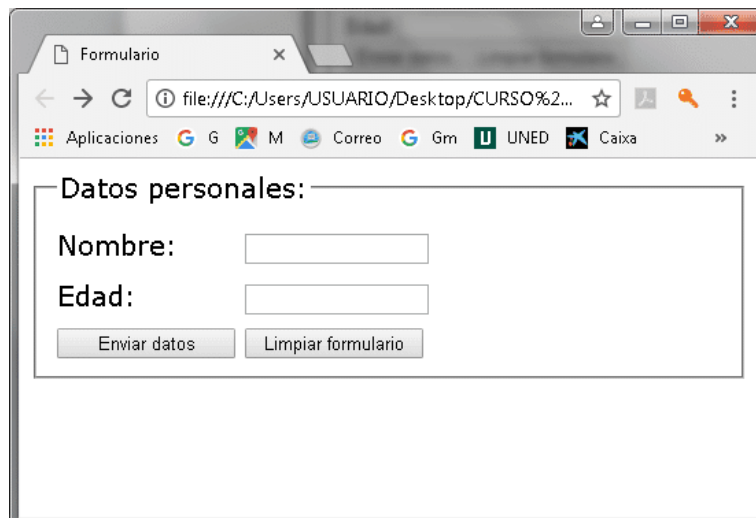 Formulario
file:///C:/Users/USUARIO/Desktop/CURSO%2...
Aplicaciones G M Correo Gm UNED Caixa »
Datos personales:
Nombre:
Edad:
Enviar datos Limpiar formulario